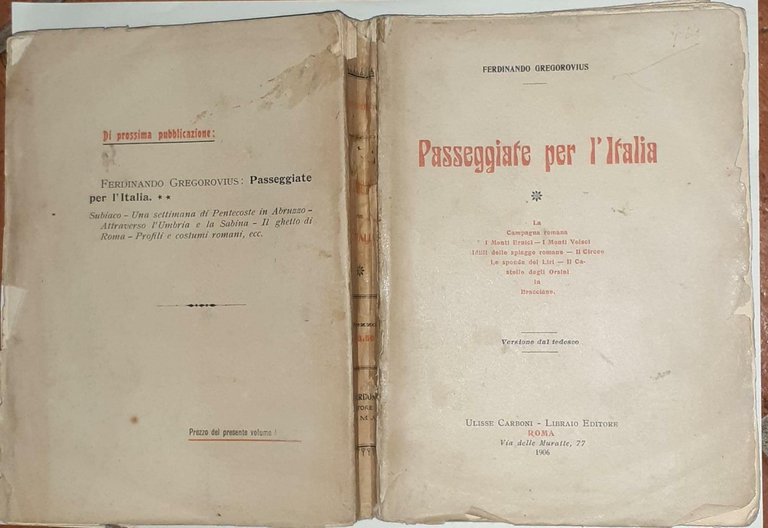 Di prossima pubblicazione:
FERDINANDO GREGOROVIUS: Passeggiate
per l'Italia. **
Subiaco - Una settimana di Pentecoste in Abruzzo -
Attraverso l'Umbria e la Sabina - Il ghetto di
Roma - Profili e costumi romani, ecc.
Prezzo del presente volume
FERDINANDO GREGOROVIUS
Passeggiate per l'Italia
*
La
Campagna romana
I Monti Ernici — I Monti Volsci
Idilli delle spiagge romane — Il Circeo
Le sponde del Liri — Il Ca-
stello degli Orsini
in
Bracciano.
Versione dal tedesco
ULISSE CARBONI - LIBRAIO EDITORE
ROMA
Via delle Muratte, 77
1906